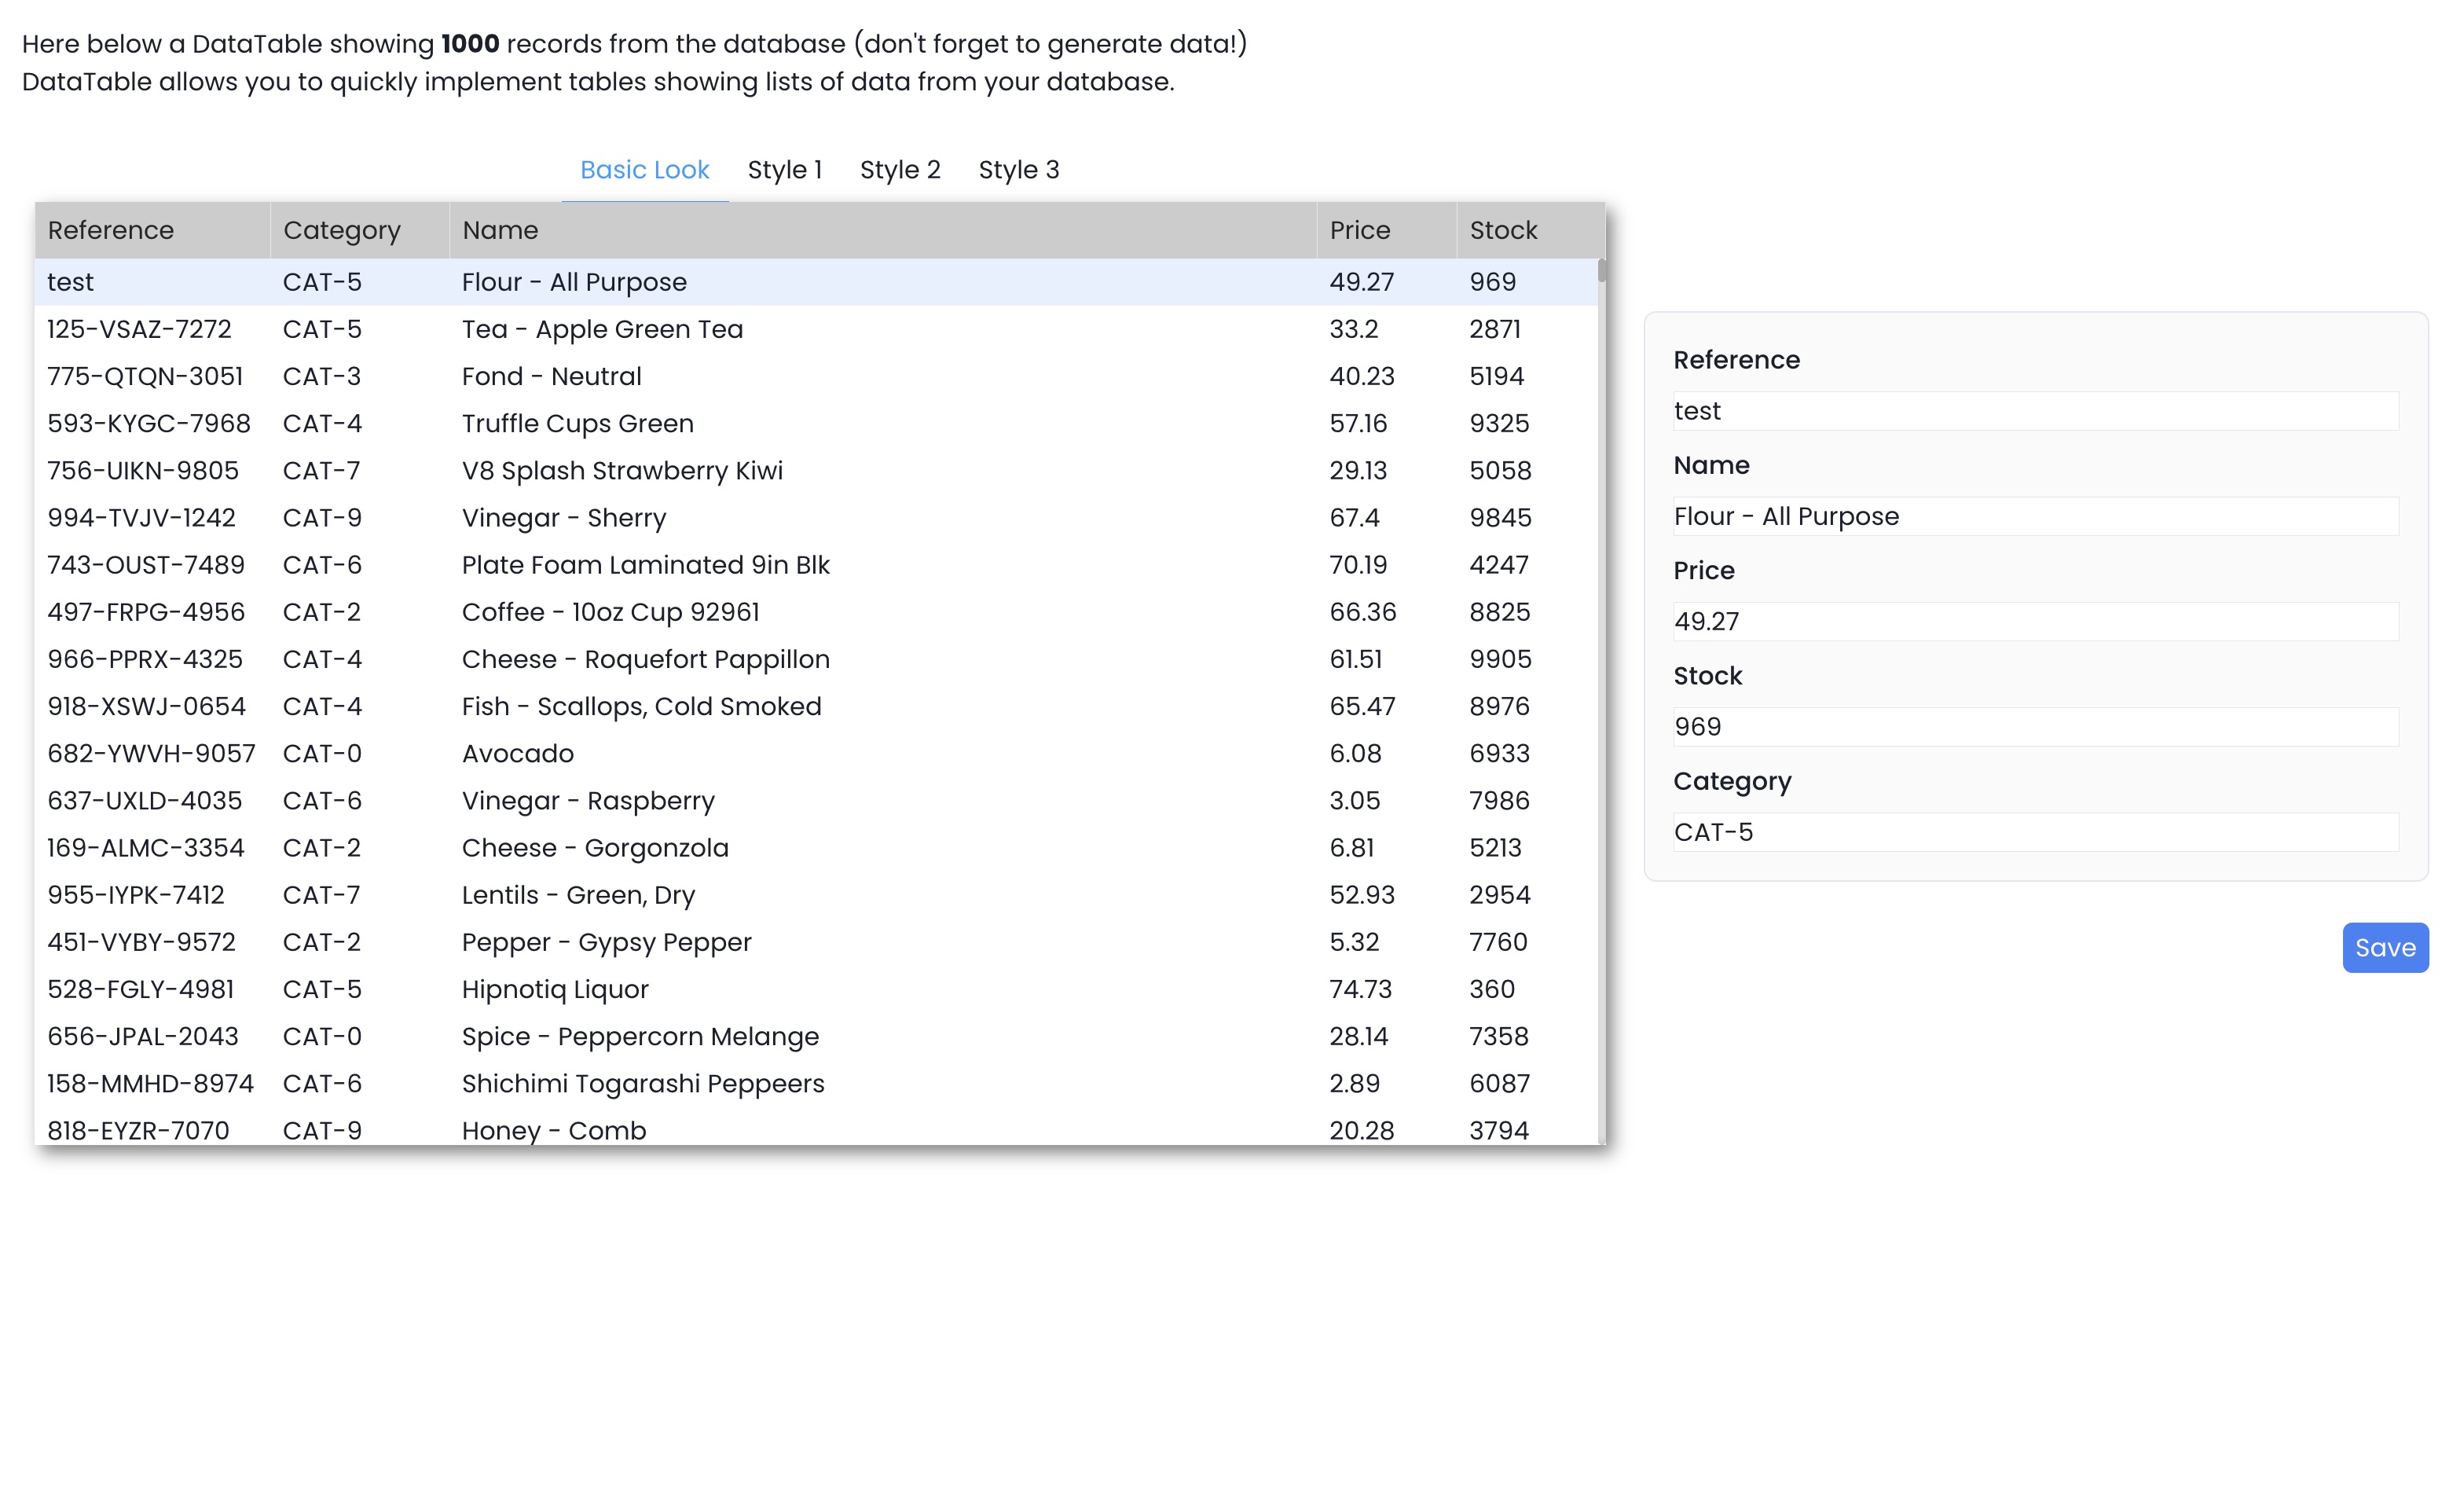 Here below a DataTable showing 1000 records from the database (don't forget to generate data!)
DataTable allows you to quickly implement tables showing lists of data from your database.
Basic Look Style 1 Style 2 Style 3
Reference Category Name Price Stock
test CAT-5 Flour - All Purpose 49.27 969
125-VSAZ-7272 CAT-5 Tea - Apple Green Tea 33.2 2871
775-QTQN-3051 CAT-3 Fond - Neutral 40.23 5194
593-KYGC-7968 CAT-4 Truffle Cups Green 57.16 9325
756-UIKN-9805 CAT-7 V8 Splash Strawberry Kiwi 29.13 5058
994-TVJV-1242 CAT-9 Vinegar - Sherry 67.4 9845
743-OUST-7489 CAT-6 Plate Foam Laminated 9in Blk 70.19 4247
497-FRPG-4956 CAT-2 Coffee - 10oz Cup 92961 66.36 8825
966-PPRX-4325 CAT-4 Cheese - Roquefort Pappillon 61.51 9905
918-XSWJ-0654 CAT-4 Fish - Scallops, Cold Smoked 65.47 8976
682-YWVH-9057 CAT-0 Avocado 6.08 6933
637-UXLD-4035 CAT-6 Vinegar - Raspberry 3.05 7986
169-ALMC-3354 CAT-2 Cheese - Gorgonzola 6.81 5213
955-IYPK-7412 CAT-7 Lentils - Green, Dry 52.93 2954
451-VYBY-9572 CAT-2 Pepper - Gypsy Pepper 5.32 7760
528-FGLY-4981 CAT-5 Hipnotiq Liquor 74.73 360
656-JPAL-2043 CAT-0 Spice - Peppercorn Melange 28.14 7358
158-MMHD-8974 CAT-6 Shichimi Togarashi Peppeers 2.89 6087
818-EYZR-7070 CAT-9 Honey - Comb 20.28 3794
Reference
test
Name
Flour - All Purpose
Price
49.27
Stock
969
Category
CAT-5
Save